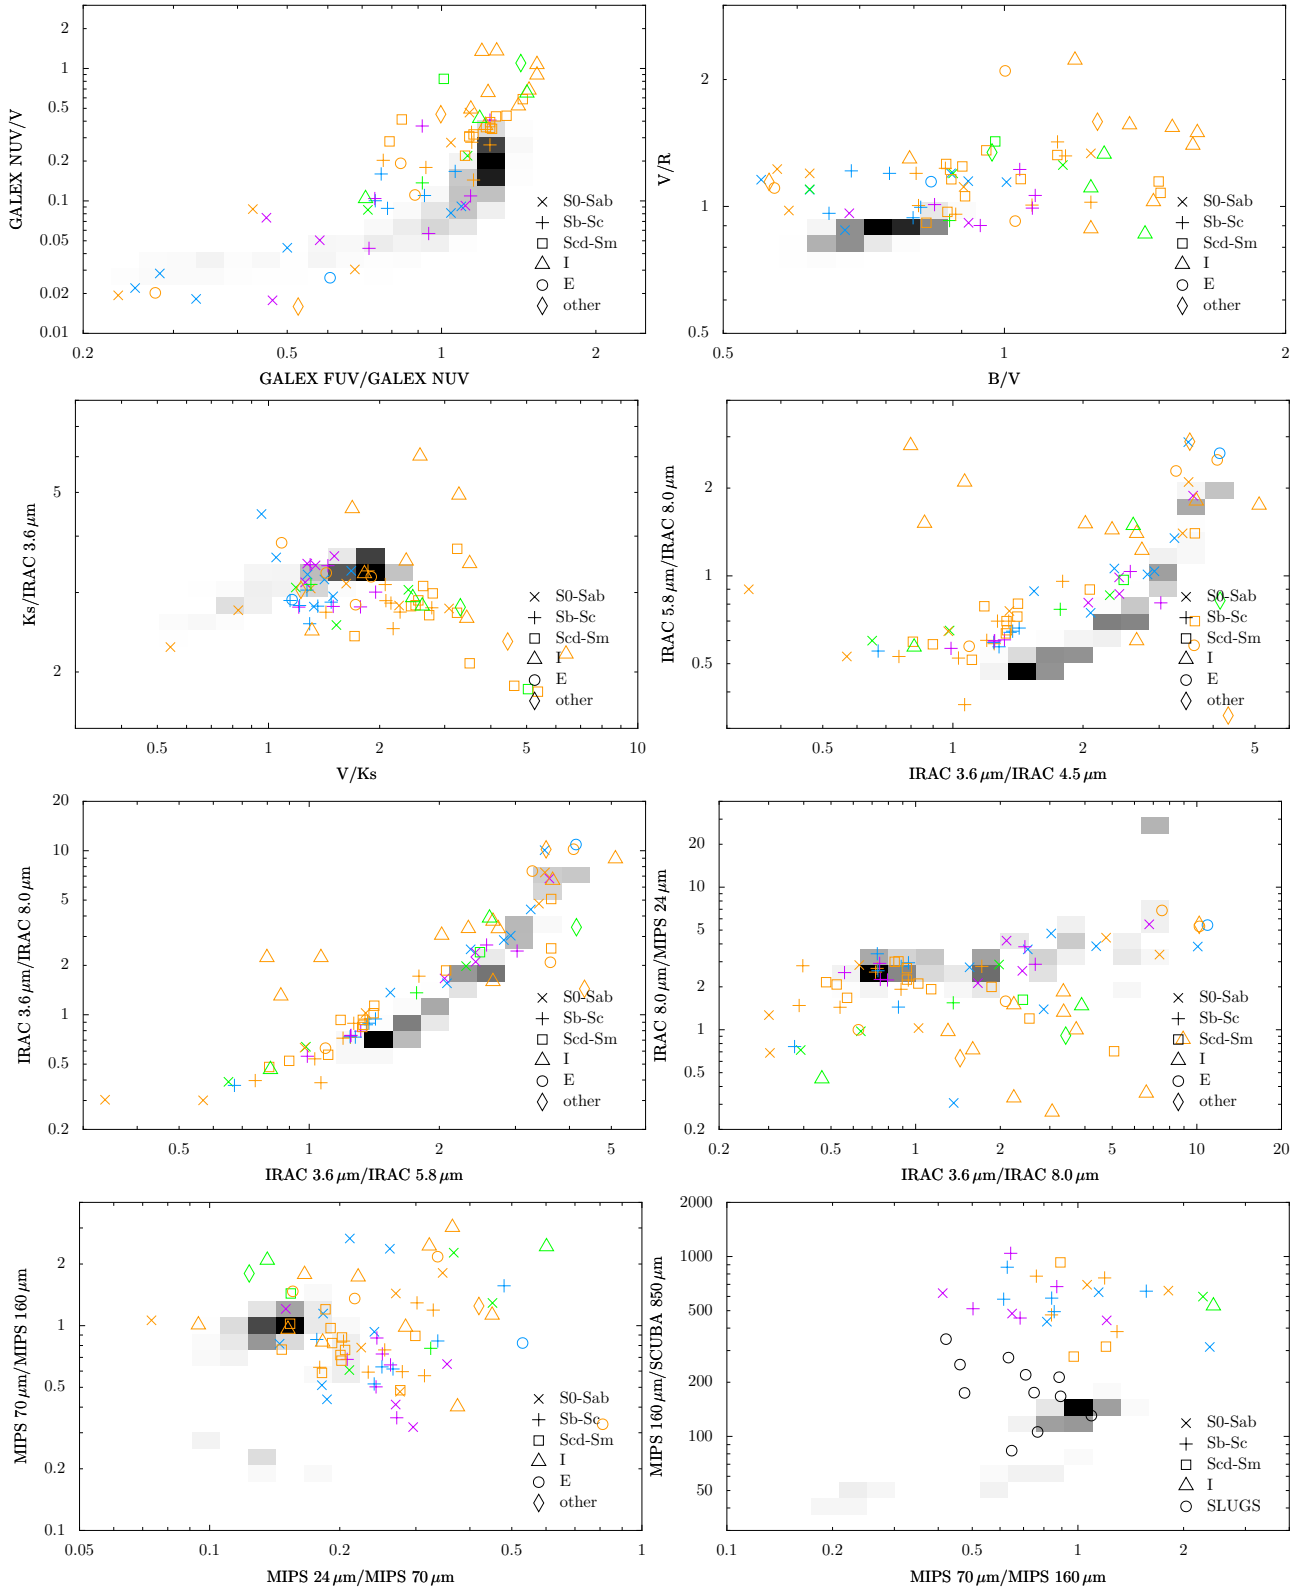 2
1
0.5
0.2
0.1
0.05
0.02
0.01
GALEX NUV/V
S0-Sab
Sb-Sc
Scd-Sm
I
E
other
0.2 0.5 1 2
GALEX FUV/GALEX NUV
2
1
0.5
V/R
S0-Sab
Sb-Sc
Scd-Sm
I
E
other
0.5 1 2
B/V
5
2
Ks/IRAC 3.6 μm
S0-Sab
Sb-Sc
Scd-Sm
I
E
other
0.5 1 2 5 10
V/Ks
2
1
0.5
IRAC 5.8 μm/IRAC 8.0 μm
S0-Sab
Sb-Sc
Scd-Sm
I
E
other
0.5 1 2 5
IRAC 3.6 μm/IRAC 4.5 μm
20
10
5
2
1
0.5
0.2
IRAC 3.6 μm/IRAC 8.0 μm
S0-Sab
Sb-Sc
Scd-Sm
I
E
other
0.5 1 2 5
IRAC 3.6 μm/IRAC 5.8 μm
20
10
5
2
1
0.5
0.2
IRAC 8.0 μm/MIPS 24 μm
S0-Sab
Sb-Sc
Scd-Sm
I
E
other
0.2 0.5 1 2 5 10 20
IRAC 3.6 μm/IRAC 8.0 μm
2
1
0.5
0.2
0.1
MIPS 70 μm/MIPS 160 μm
S0-Sab
Sb-Sc
Scd-Sm
I
E
other
0.05 0.1 0.2 0.5 1
MIPS 24 μm/MIPS 70 μm
2000
1000
500
200
100
50
MIPS 160 μm/SCUBA 850 μm
S0-Sab
Sb-Sc
Scd-Sm
I
SLUGS
0.1 0.2 0.5 1 2
MIPS 70 μm/MIPS 160 μm